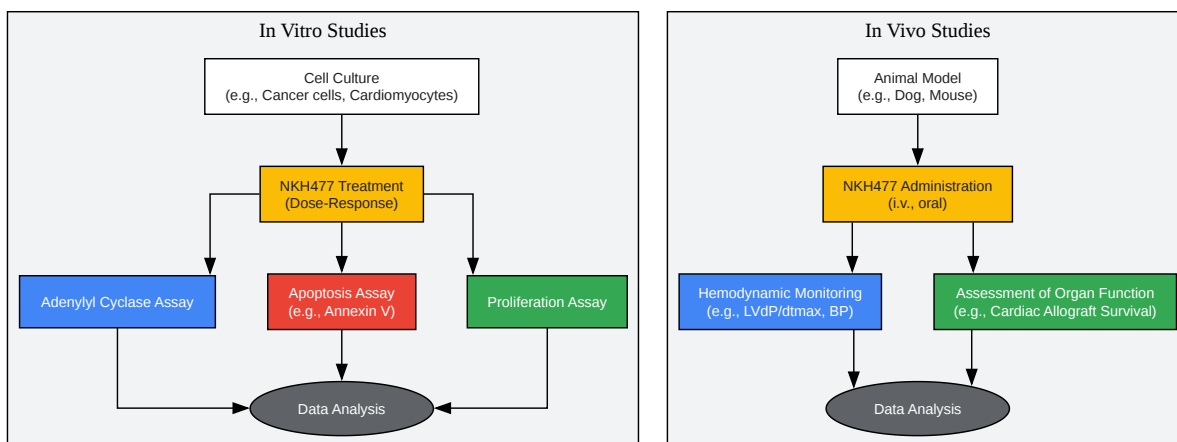 In Vitro Studies
Cell Culture
(e.g., Cancer cells, Cardiomyocytes)
NKH477 Treatment
(Dose-Response)
Adenylyl Cyclase Assay
Apoptosis Assay
(e.g., Annexin V)
Proliferation Assay
Data Analysis
In Vivo Studies
Animal Model
(e.g., Dog, Mouse)
NKH477 Administration
(i.v., oral)
Hemodynamic Monitoring
(e.g., LVdP/dtmax, BP)
Assessment of Organ Function
(e.g., Cardiac Allograft Survival)
Data Analysis